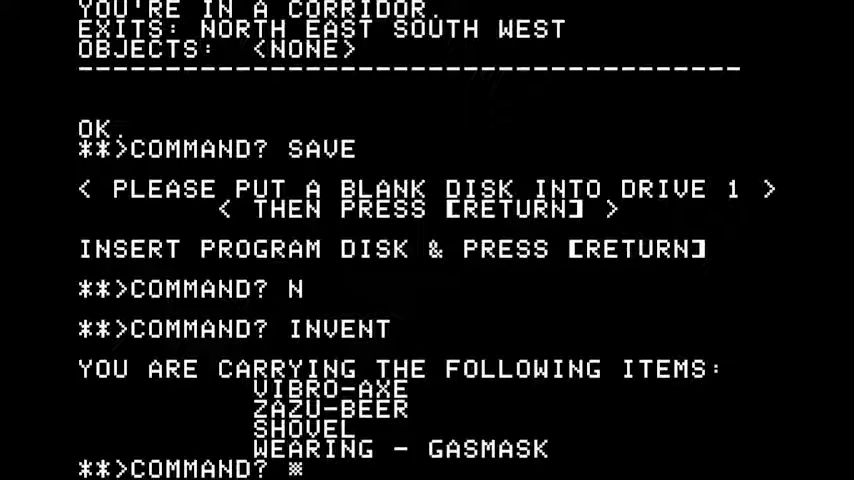 YOU'RE IN A CORRIDOR.
EXITS: NORTH EAST SOUTH WEST
OBJECTS: <NONE>
--------------------------------------
OK.
**>COMMAND? SAVE
< PLEASE PUT A BLANK DISK INTO DRIVE 1 >
< THEN PRESS [RETURN] >
INSERT PROGRAM DISK & PRESS [RETURN]
**>COMMAND? N
**>COMMAND? INVENT
YOU ARE CARRYING THE FOLLOWING ITEMS:
VIBRO-AXE
ZAZU-BEER
SHOVEL
WEARING - GASMASK
**>COMMAND?